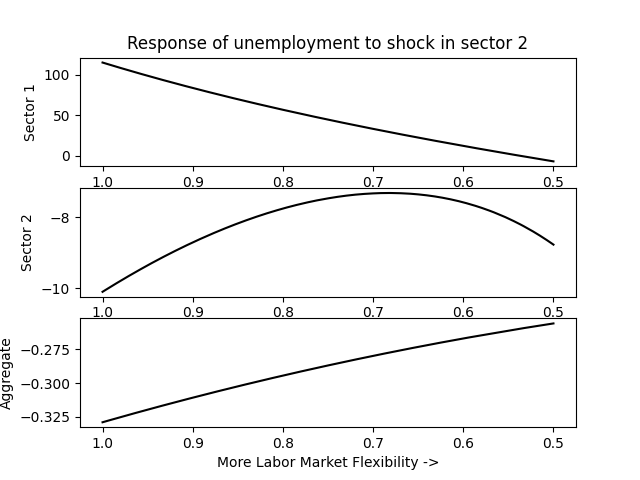 Response of unemployment to shock in sector 2
Sector 1
100
50
0
1.0 0.9 0.8 0.7 0.6 0.5
Sector 2
−8
−10
1.0 0.9 0.8 0.7 0.6 0.5
Aggregate
−0.275
−0.300
−0.325
1.0 0.9 0.8 0.7 0.6 0.5
More Labor Market Flexibility ->